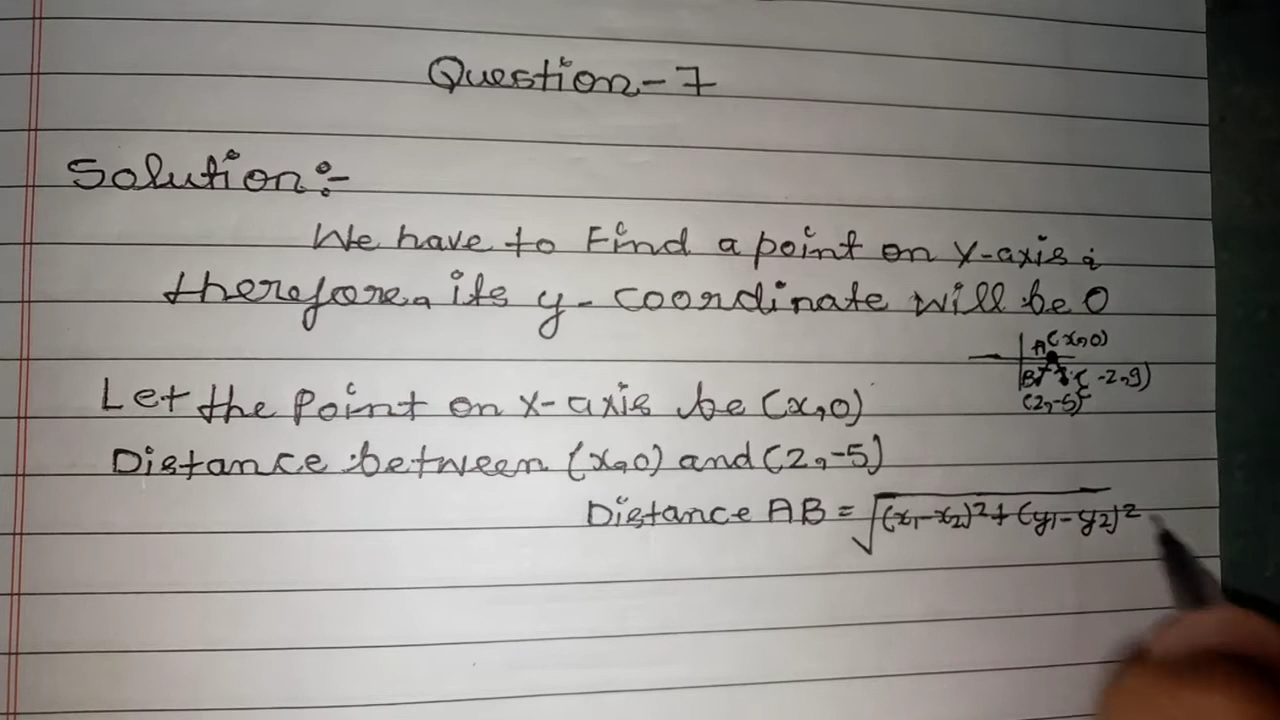 Question-7
Solution:-
We have to Find a point on X-axis;
therefore, its y-coordinate will be 0
A(x,0)
B (-2,9)
(2,-5)
Let the Point on X-axis be (x,0)
Distance between (x,0) and (2,-5)
Distance AB = √(x₁-x₂)²+(y₁-y₂)²